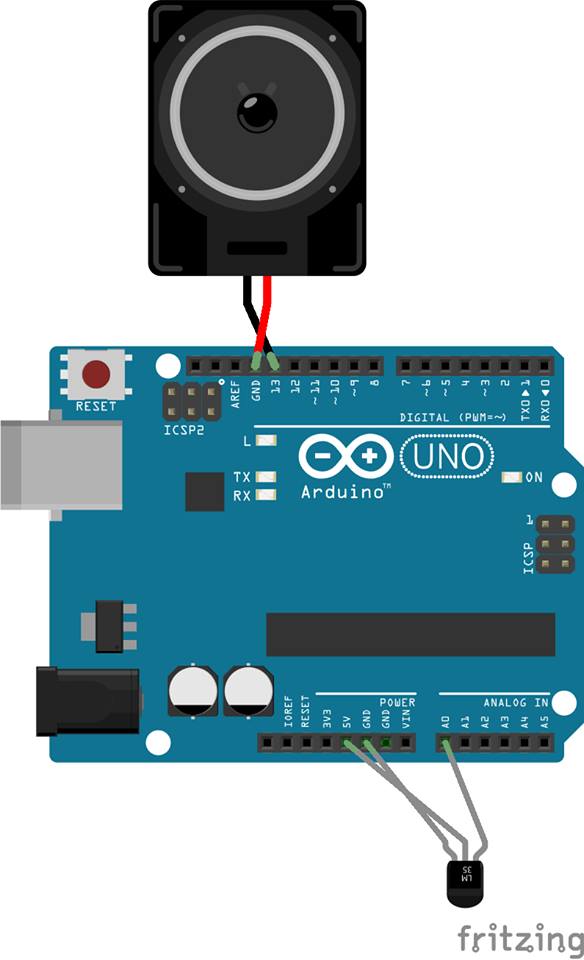 AREF
GND
13
12
~11
~10
~9
8
7
~6
~5
4
~3
2
TX0▶1
RX0◀0
RESET
ICSP2
DIGITAL (PWM=~)
L
TX
RX
UNO
Arduino™
ON
1
ICSP
POWER
ANALOG IN
IOREF
RESET
3V3
5V
GND
GND
VIN
A0
A1
A2
A3
A4
A5
LM
35
fritzing